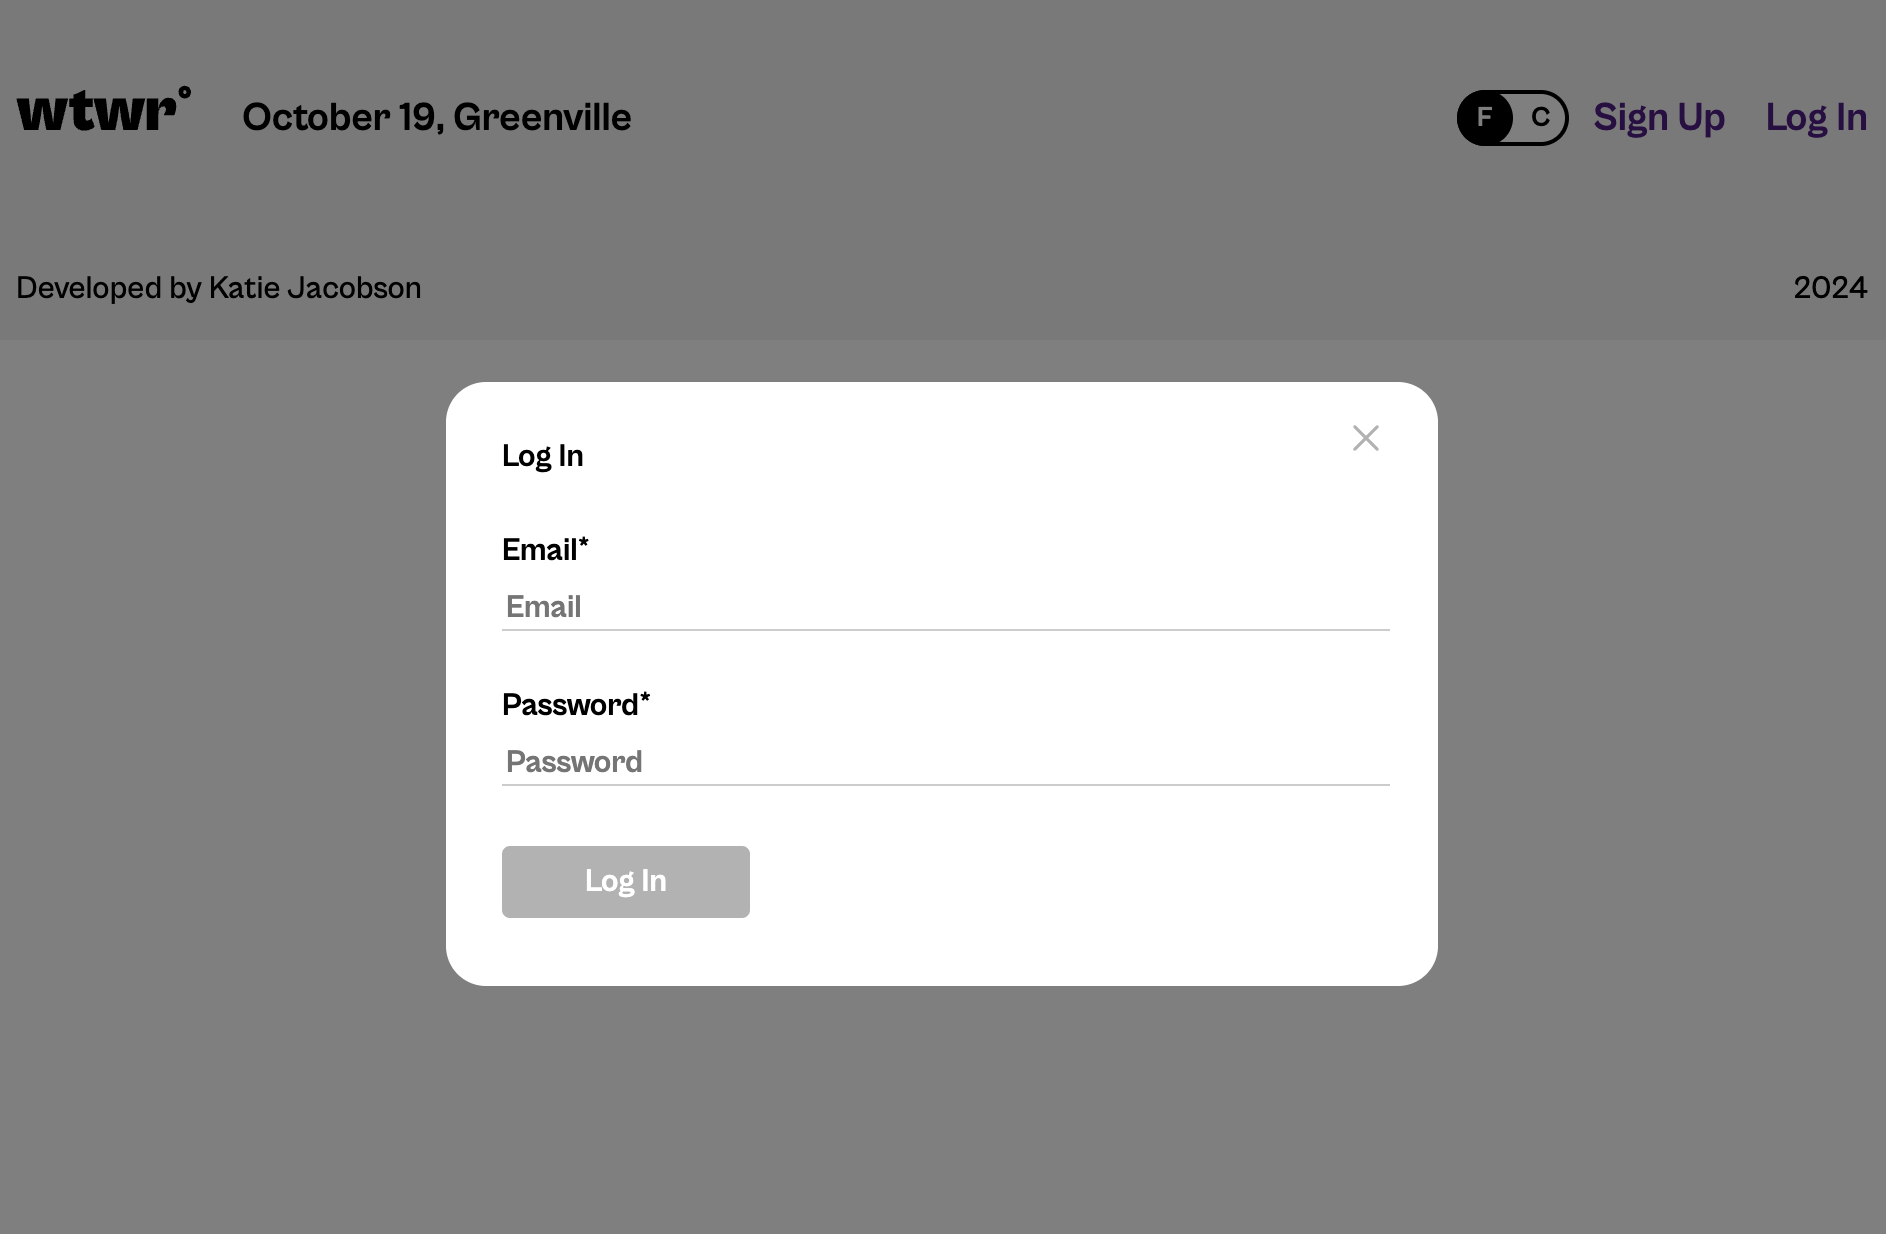 wtwr°
October 19, Greenville
F C
Sign Up
Log In
Developed by Katie Jacobson
2024
Log In
Email*
Email
Password*
Password
Log In